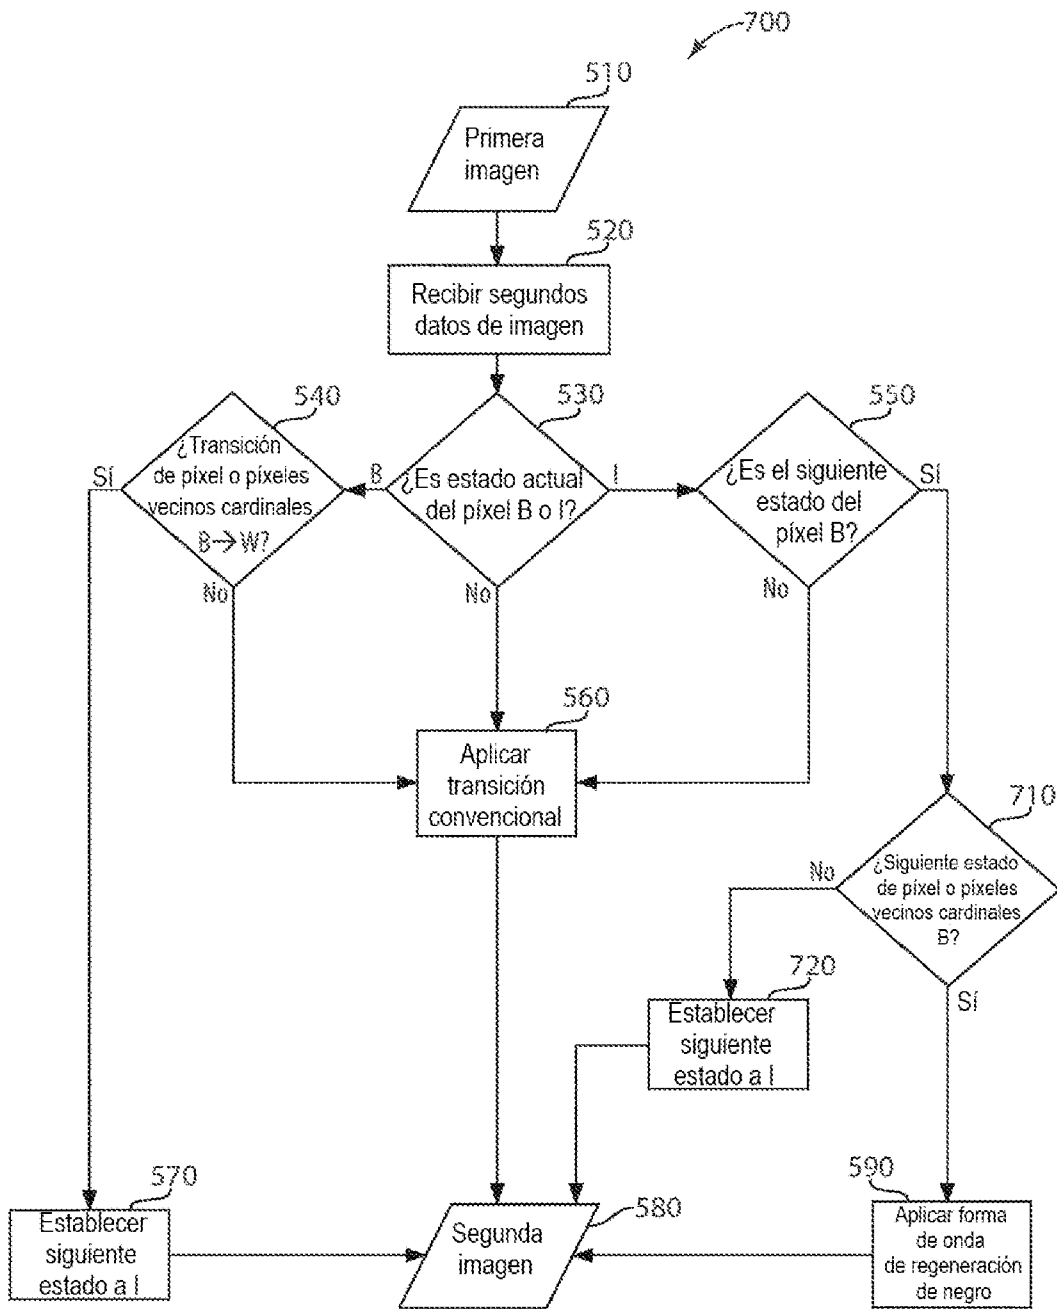 700
510
Primera
imagen
520
Recibir segundos
datos de imagen
540
¿Transición
de píxel o píxeles
vecinos cardinales
B→W?
Sí
No
530
¿Es estado actual
del píxel B o I?
B
I
No
550
¿Es el siguiente
estado del
píxel B?
Sí
No
560
Aplicar
transición
convencional
710
¿Siguiente estado
de píxel o píxeles
vecinos cardinales
B?
No
Sí
720
Establecer
siguiente
estado a I
570
Establecer
siguiente
estado a I
580
Segunda
imagen
590
Aplicar forma
de onda
de regeneración
de negro